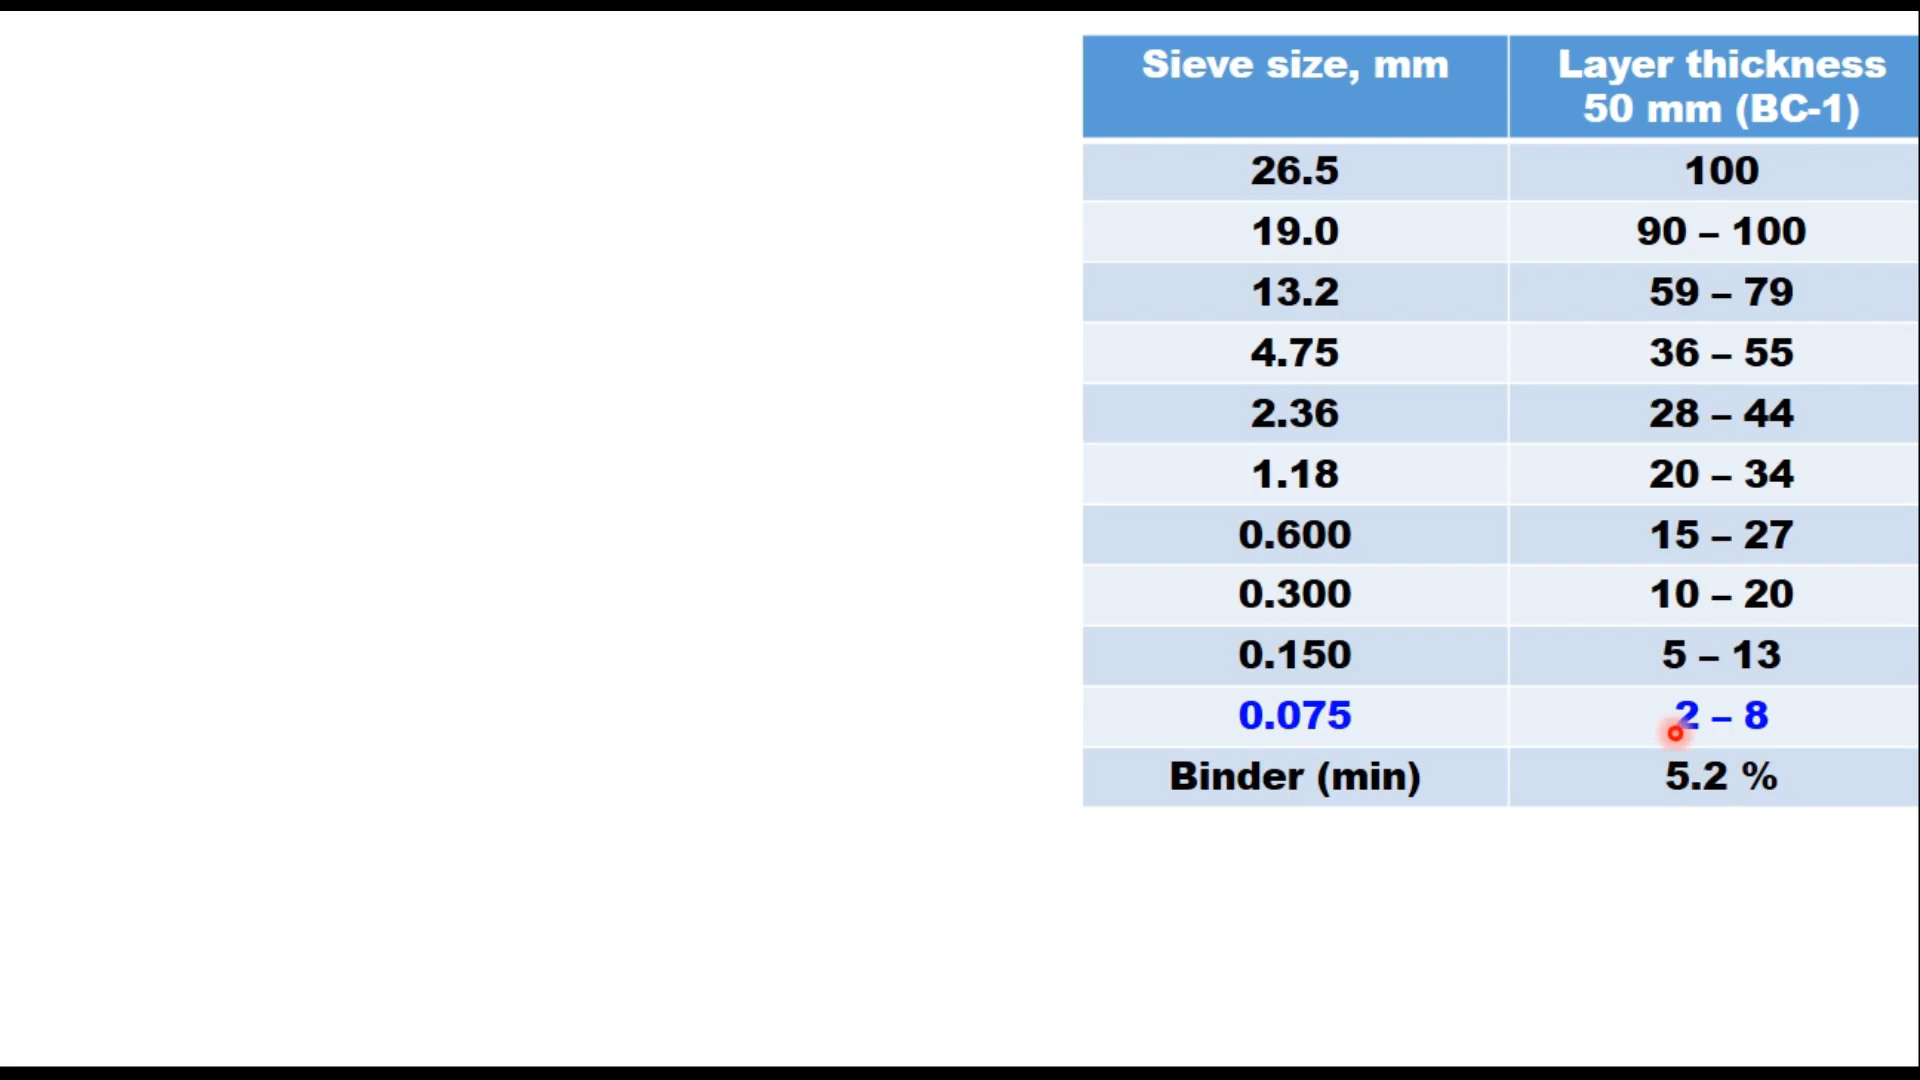 Sieve size, mm Layer thickness
50 mm (BC-1)
26.5 100
19.0 90 – 100
13.2 59 – 79
4.75 36 – 55
2.36 28 – 44
1.18 20 – 34
0.600 15 – 27
0.300 10 – 20
0.150 5 – 13
0.075 2 – 8
Binder (min) 5.2 %